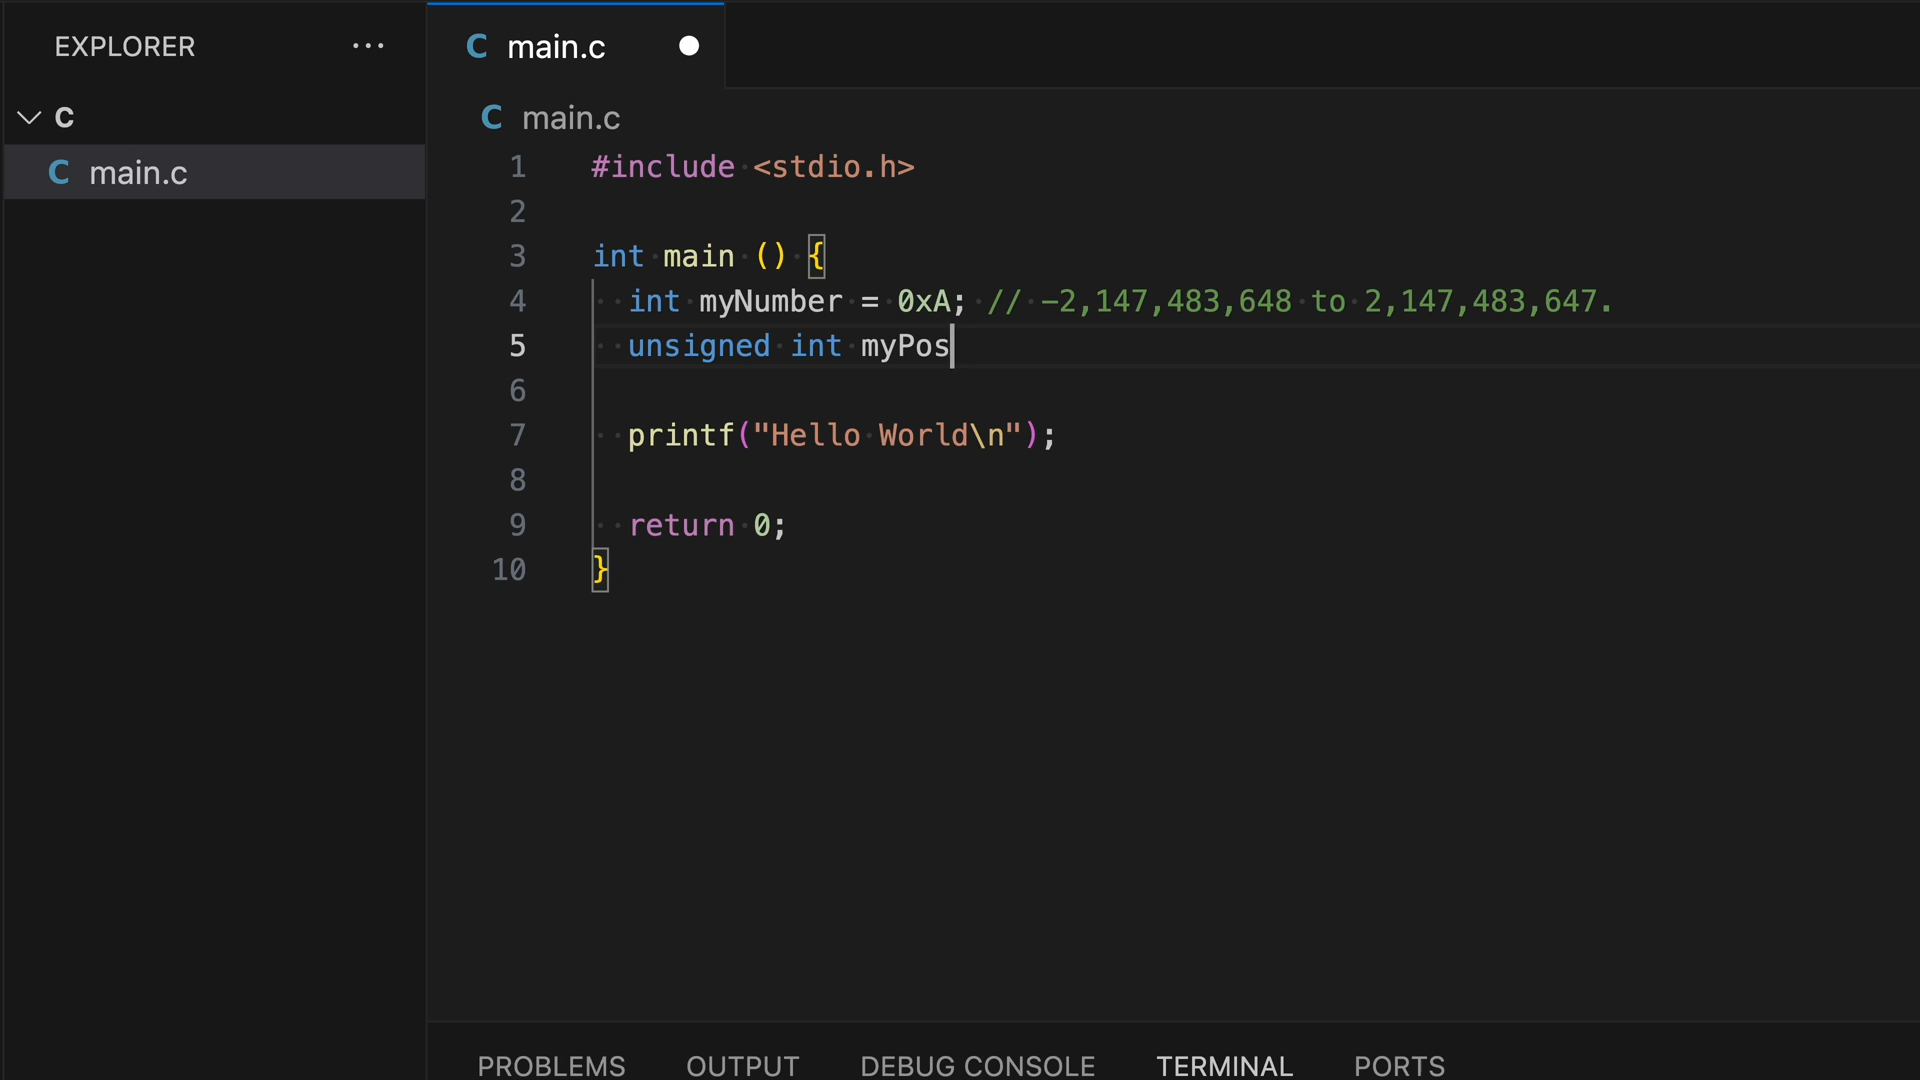 EXPLORER ...
C
C main.c
C main.c
C main.c
1 #include <stdio.h>
2
3 int main () {
4 int myNumber = 0xA; // -2,147,483,648 to 2,147,483,647.
5 unsigned int myPos
6
7 printf("Hello World\n");
8
9 return 0;
10 }
PROBLEMS OUTPUT DEBUG CONSOLE TERMINAL PORTS